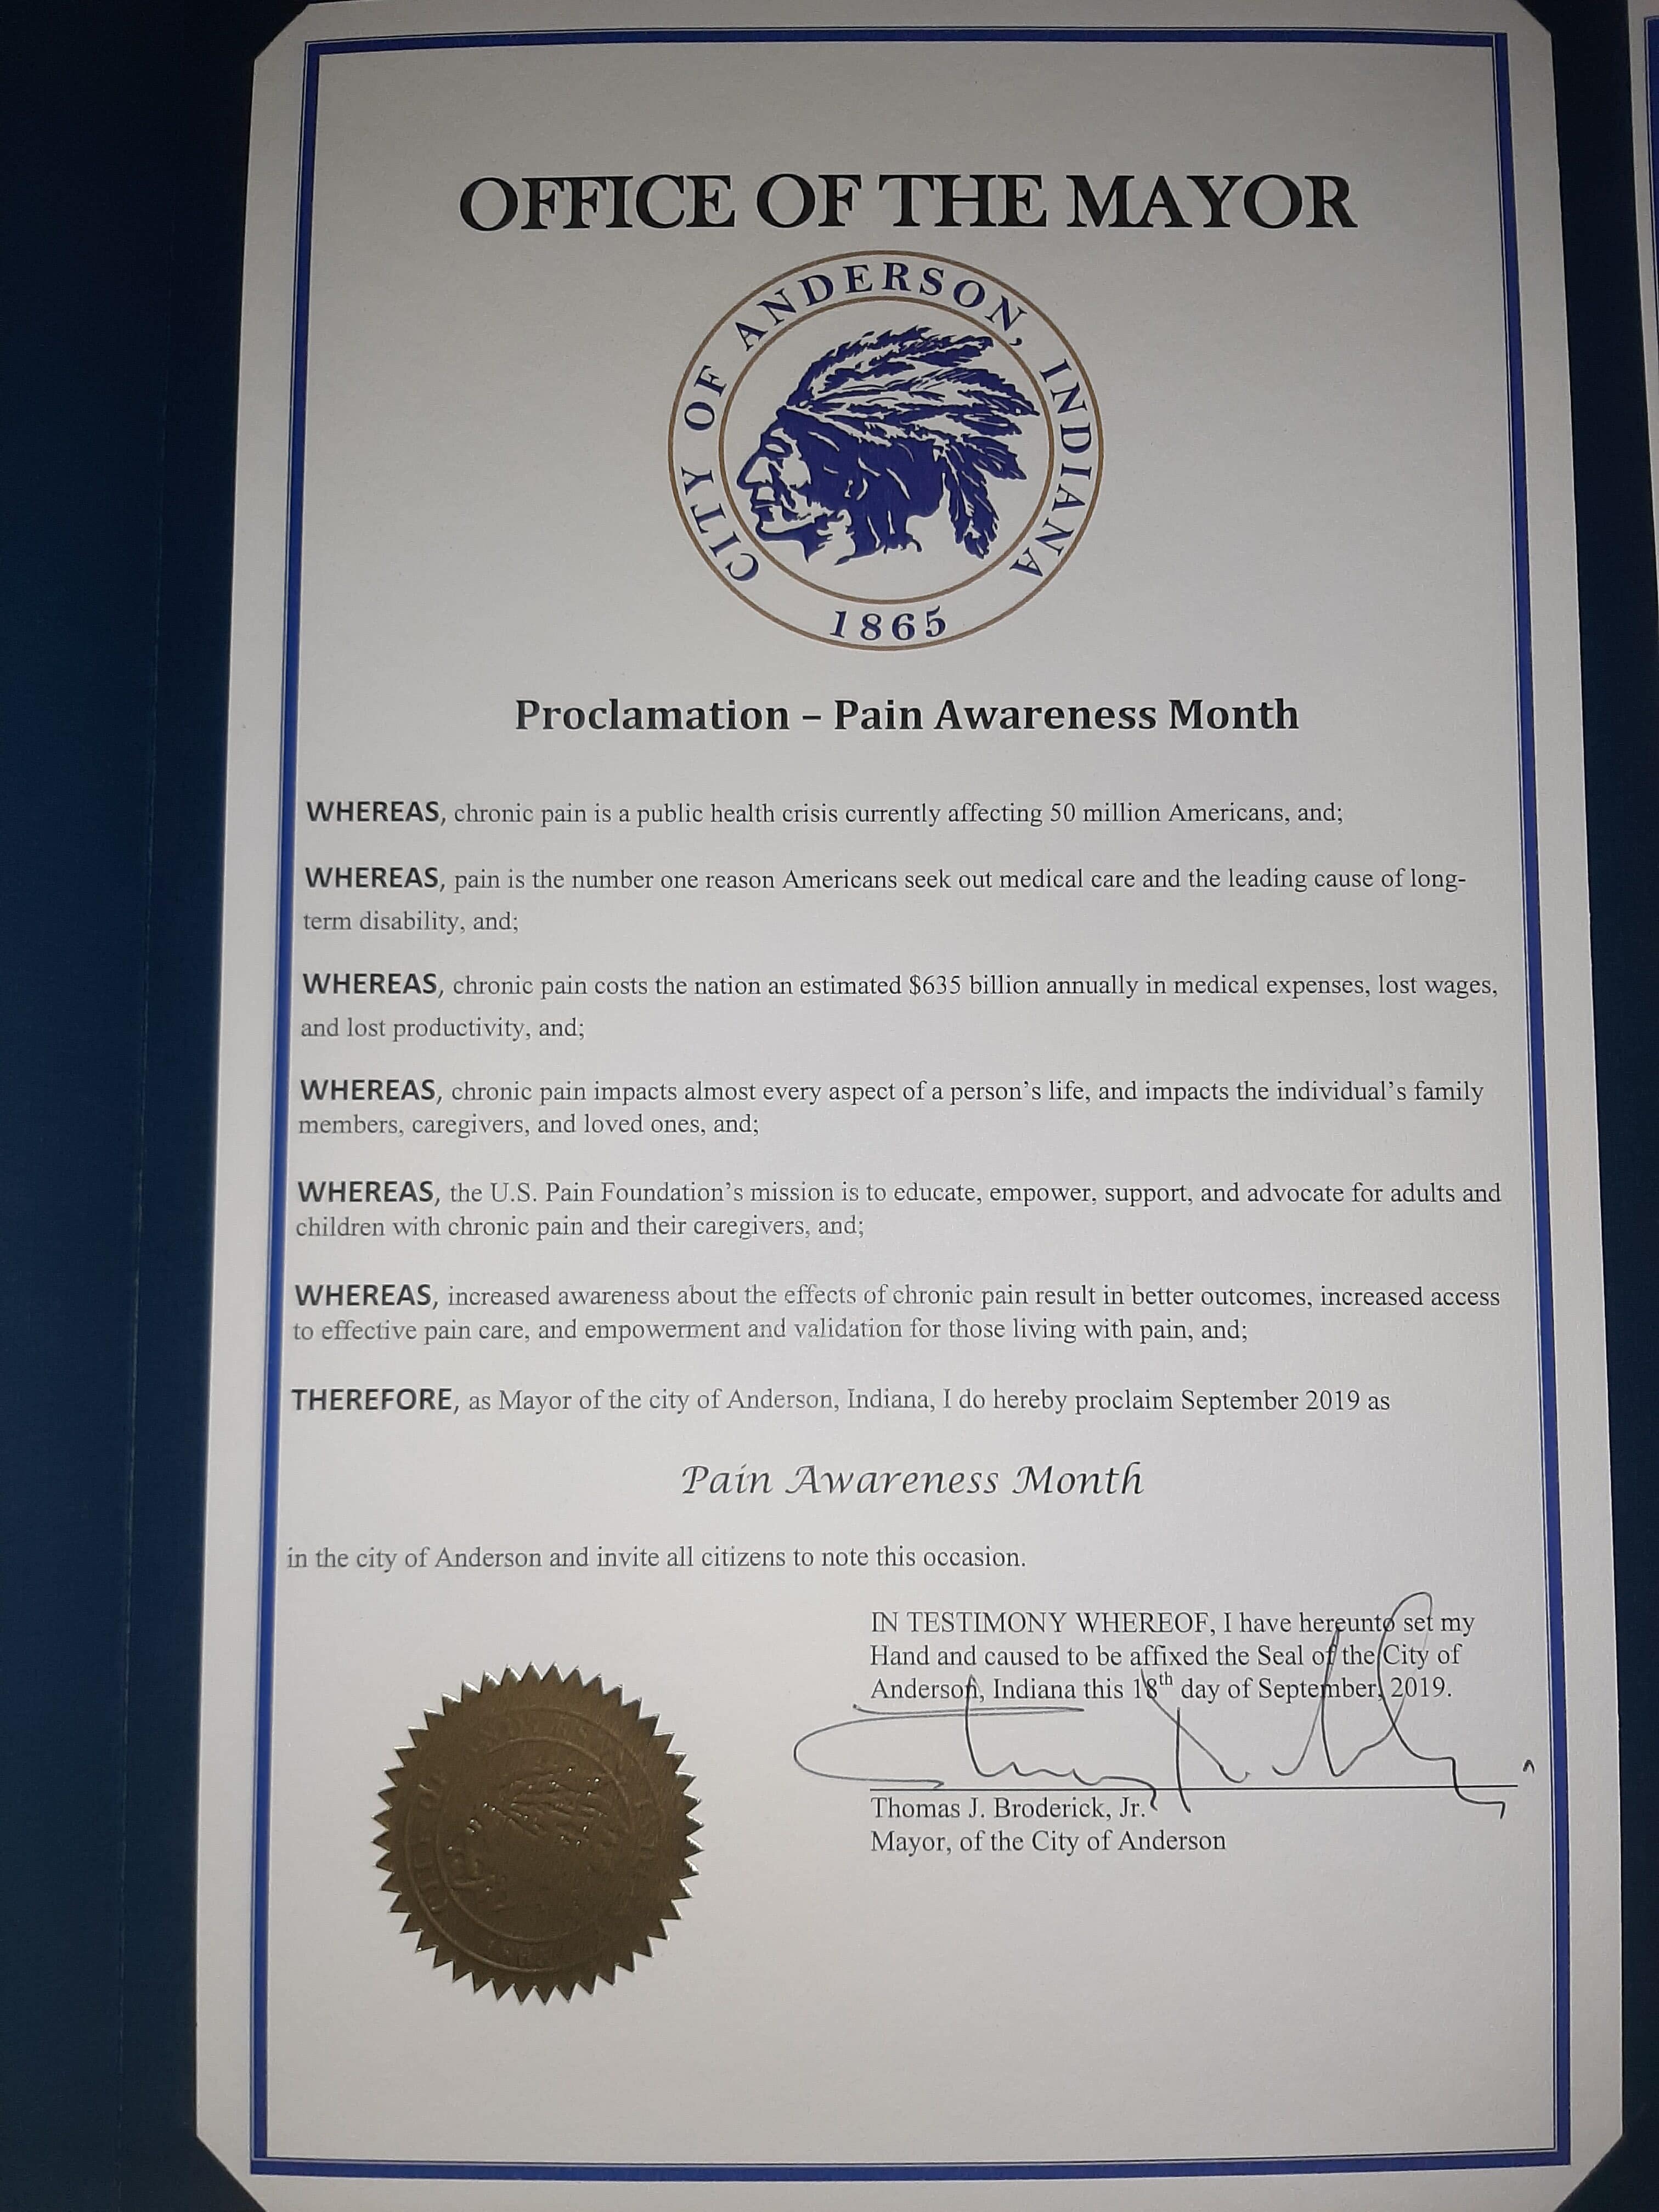 OFFICE OF THE MAYOR
CITY OF ANDERSON, INDIANA
1865
Proclamation – Pain Awareness Month
WHEREAS, chronic pain is a public health crisis currently affecting 50 million Americans, and;
WHEREAS, pain is the number one reason Americans seek out medical care and the leading cause of long-
term disability, and;
WHEREAS, chronic pain costs the nation an estimated $635 billion annually in medical expenses, lost wages,
and lost productivity, and;
WHEREAS, chronic pain impacts almost every aspect of a person's life, and impacts the individual's family
members, caregivers, and loved ones, and;
WHEREAS, the U.S. Pain Foundation's mission is to educate, empower, support, and advocate for adults and
children with chronic pain and their caregivers, and;
WHEREAS, increased awareness about the effects of chronic pain result in better outcomes, increased access
to effective pain care, and empowerment and validation for those living with pain, and;
THEREFORE, as Mayor of the city of Anderson, Indiana, I do hereby proclaim September 2019 as
Pain Awareness Month
in the city of Anderson and invite all citizens to note this occasion.
IN TESTIMONY WHEREOF, I have hereunto set my
Hand and caused to be affixed the Seal of the City of
Anderson, Indiana this 18th day of September, 2019.
Thomas J. Broderick, Jr.
Mayor, of the City of Anderson